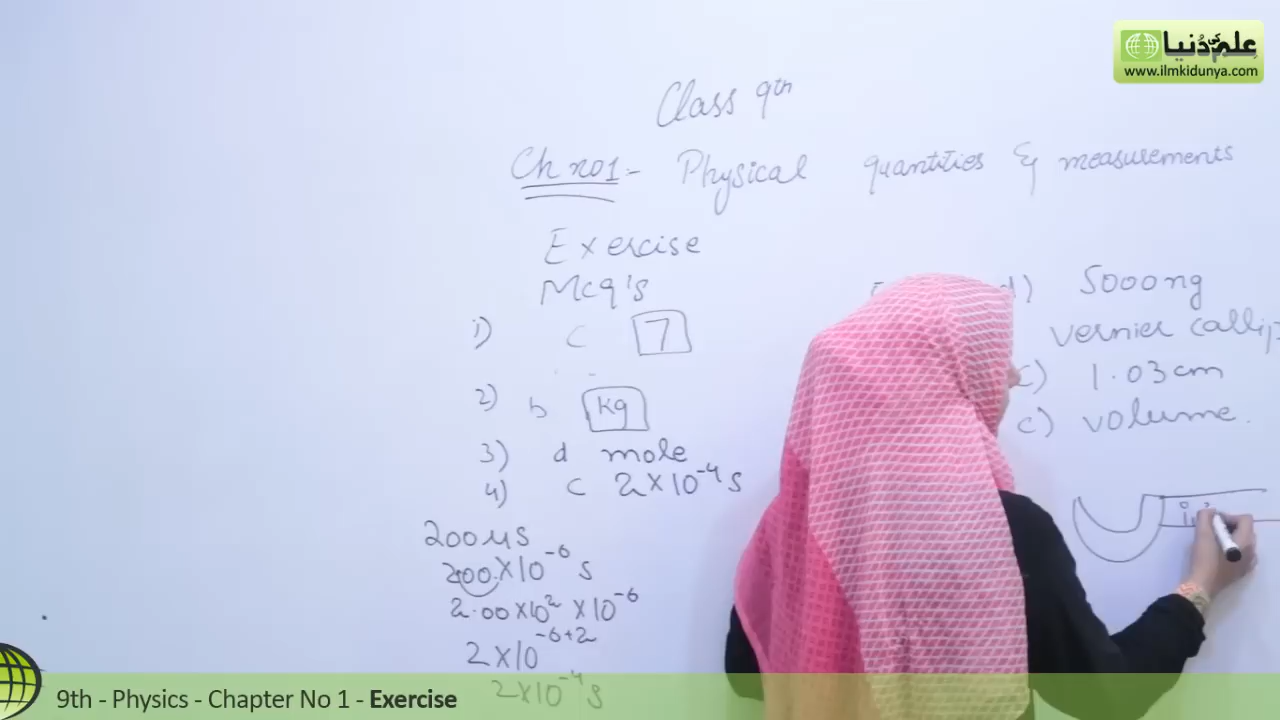 علم کی دُنیا
www.ilmkidunya.com
Class 9th
Ch no1:- Physical quantities & measurements
Exercise
Mcq's
1) c 7
2) b kg
3) d mole
4) c 2×10⁻⁴ s
200 μs
200×10⁻⁶ s
2.00×10² ×10⁻⁶
2×10⁻⁶⁺²
2×10⁻⁴ s
d) 5000ng
vernier callip
c) 1.03cm
c) volume.
9th - Physics - Chapter No 1 - Exercise